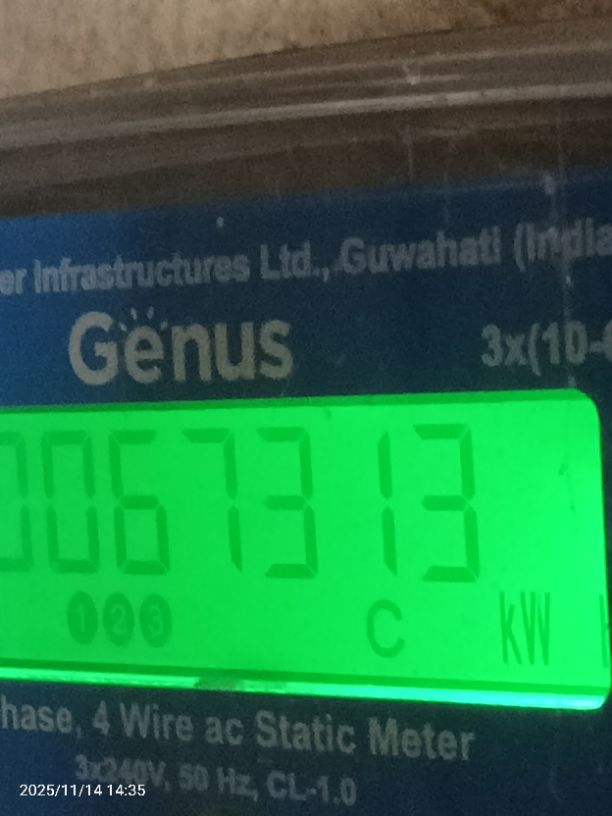 er Infrastructures Ltd., Guwahati (India
Genus
3x(10-
0067313
123
C
kW
hase, 4 Wire ac Static Meter
3x240V, 50 Hz, CL-1.0
2025/11/14 14:35